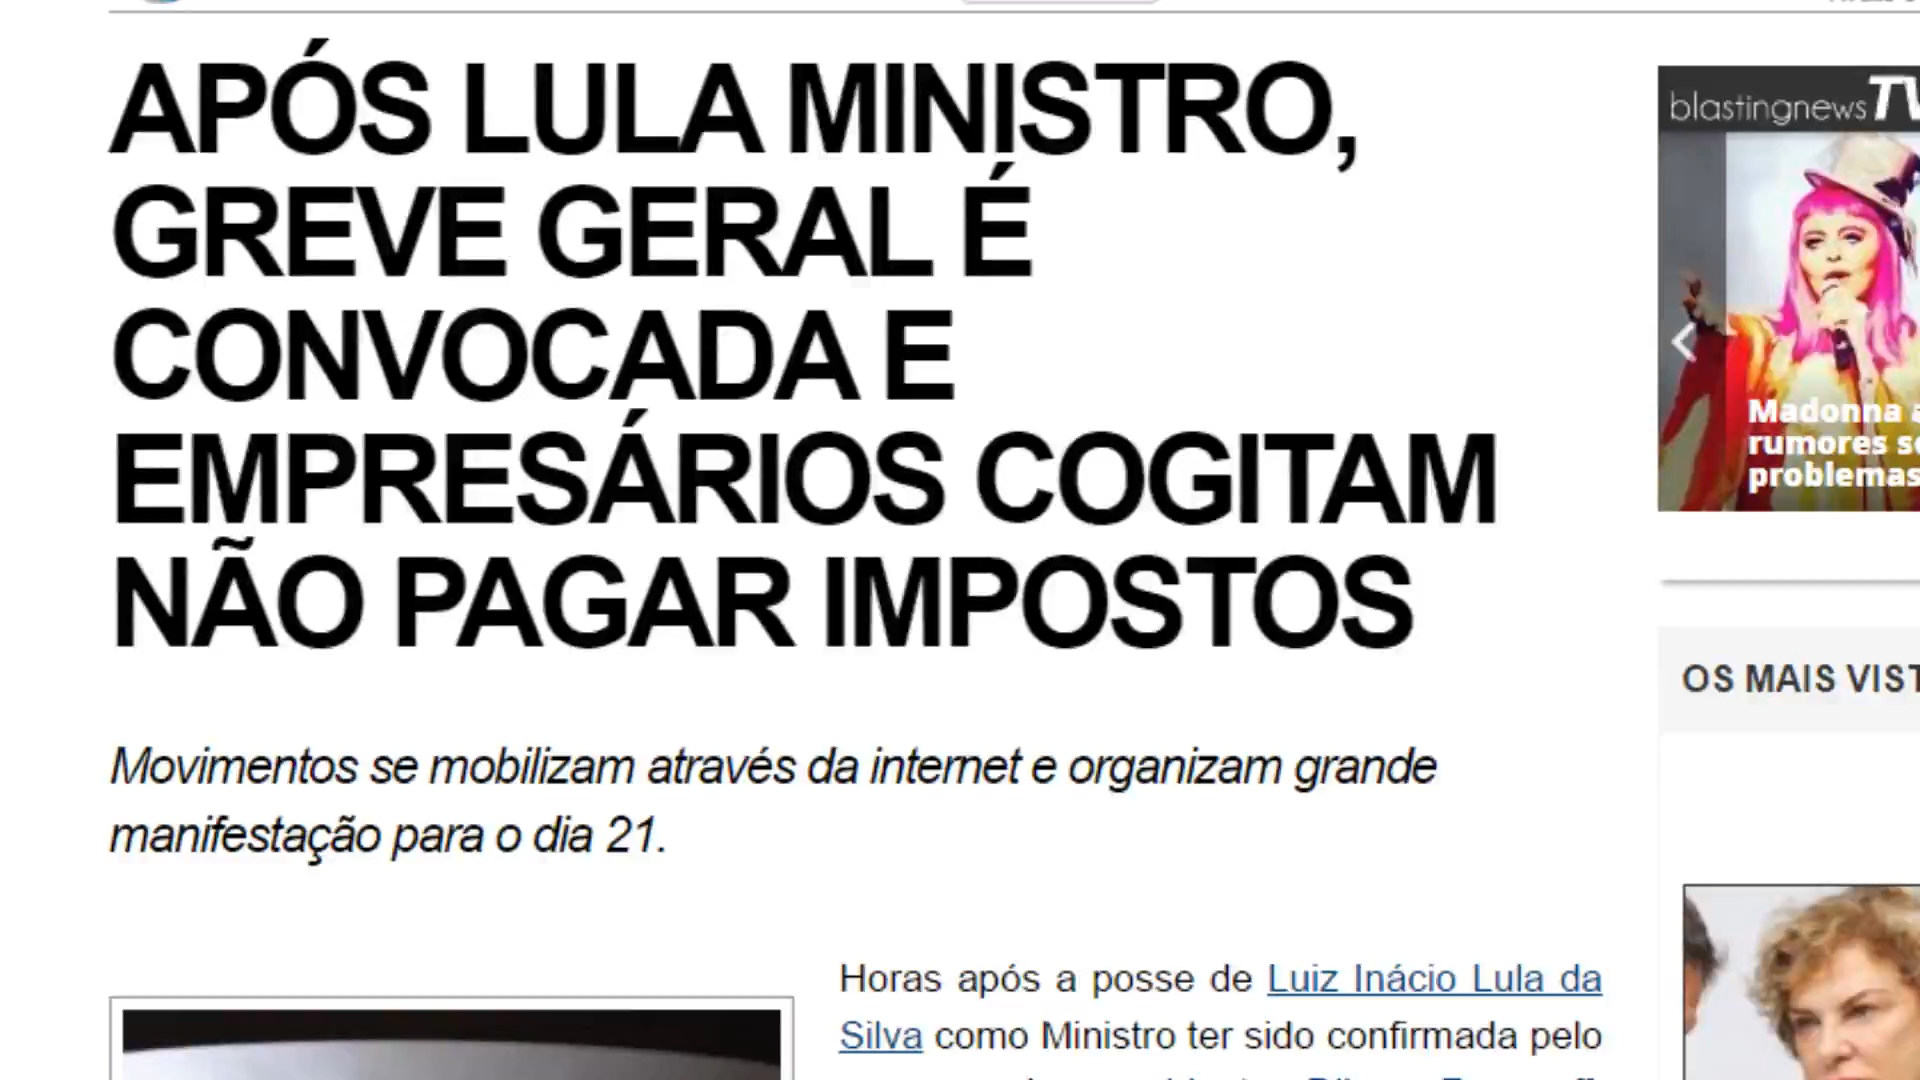 APÓS LULA MINISTRO,
GREVE GERAL É
CONVOCADA E
EMPRESÁRIOS COGITAM
NÃO PAGAR IMPOSTOS
Movimentos se mobilizam através da internet e organizam grande
manifestação para o dia 21.
Horas após a posse de Luiz Inácio Lula da
Silva como Ministro ter sido confirmada pelo
blastingnews TV
Madonna
rumores
problemas
OS MAIS